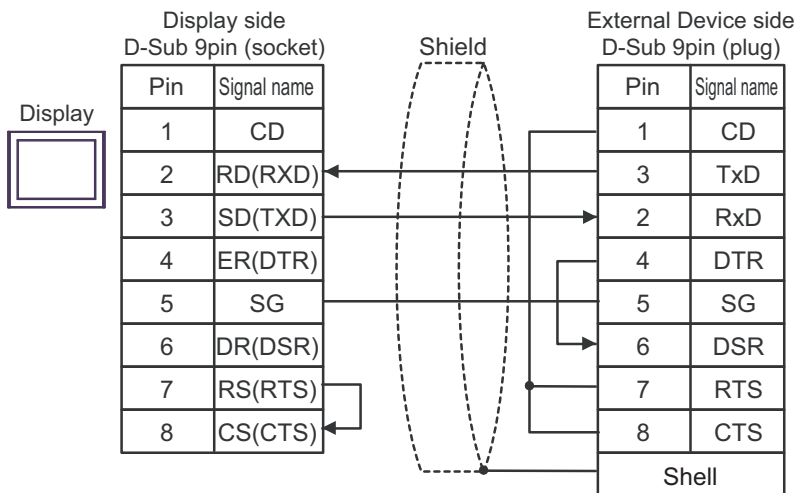 Display side
D-Sub 9pin (socket)
Shield
External Device side
D-Sub 9pin (plug)
Display
Pin Signal name
1 CD
2 RD(RXD)
3 SD(TXD)
4 ER(DTR)
5 SG
6 DR(DSR)
7 RS(RTS)
8 CS(CTS)
Pin Signal name
1 CD
3 TxD
2 RxD
4 DTR
5 SG
6 DSR
7 RTS
8 CTS
Shell